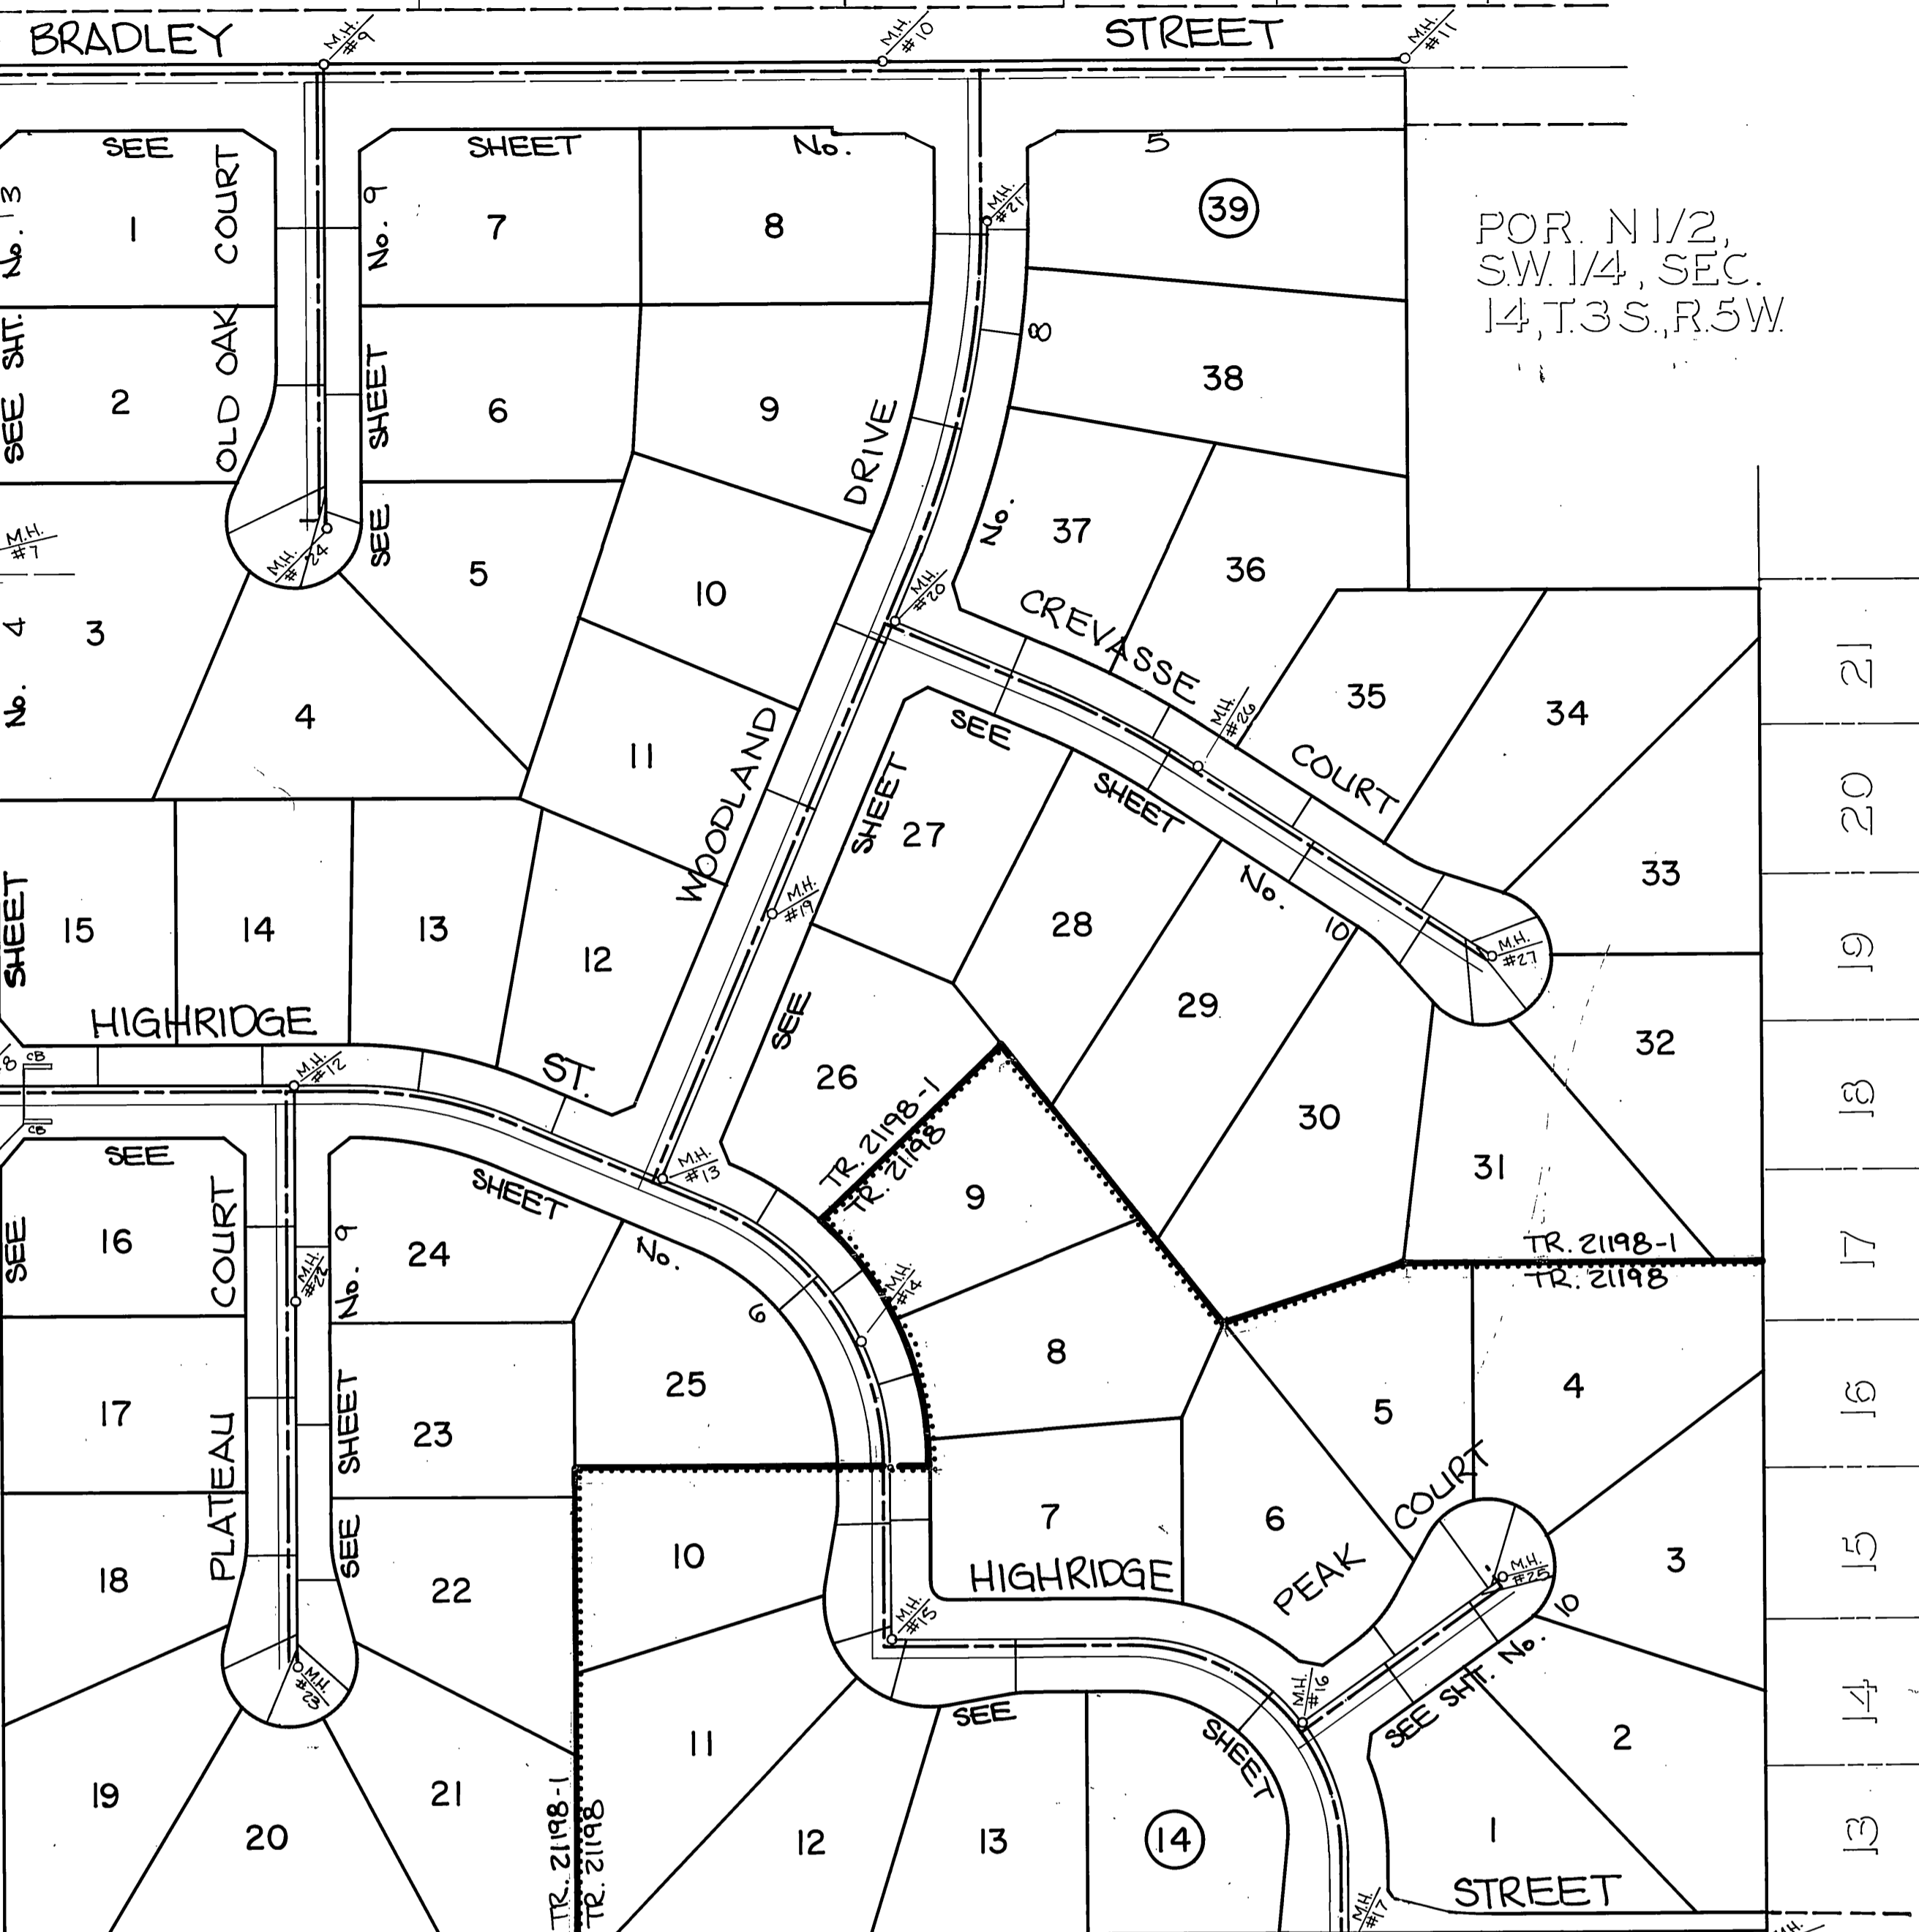 BRADLEY STREET
M.H. #9
M.H. #10
M.H. #11
SEE SHEET No. 5
OLD OAK COURT
SEE SHEET No. 9
No. 13
SEE SHT.
No. 4
SHEET
SEE
1
2
3
4
5
6
7
8
9
10
11
12
13
14
15
M.H. #7
M.H. #24
M.H. #21
M.H. #20
M.H. #19
WOODLAND DRIVE
SEE SHEET No. 8
39
38
37
36
35
34
33
32
31
30
29
28
27
26
POR. N 1/2,
S.W. 1/4, SEC.
14, T.3 S., R.5W.
CREVASSE COURT
SEE SHEET No. 10
M.H. #26
M.H. #27
21
20
19
18
17
16
15
14
13
HIGHRIDGE ST.
8
CB
CB
M.H. #12
M.H. #13
M.H. #14
SEE SHEET No. 6
TR. 21198-1
TR. 21198
TR. 21198-1
TR. 21198
PLATEAU COURT
SEE SHEET No. 9
M.H. #22
M.H. #23
16
17
18
19
20
21
22
23
24
25
9
8
7
6
5
4
3
2
1
10
11
12
13
14
HIGHRIDGE STREET
PEAK COURT
SEE SHT. No. 10
M.H. #25
M.H. #15
M.H. #16
M.H. #17
SEE SHEET
TR. 21198-1
TR. 21198
M.H.